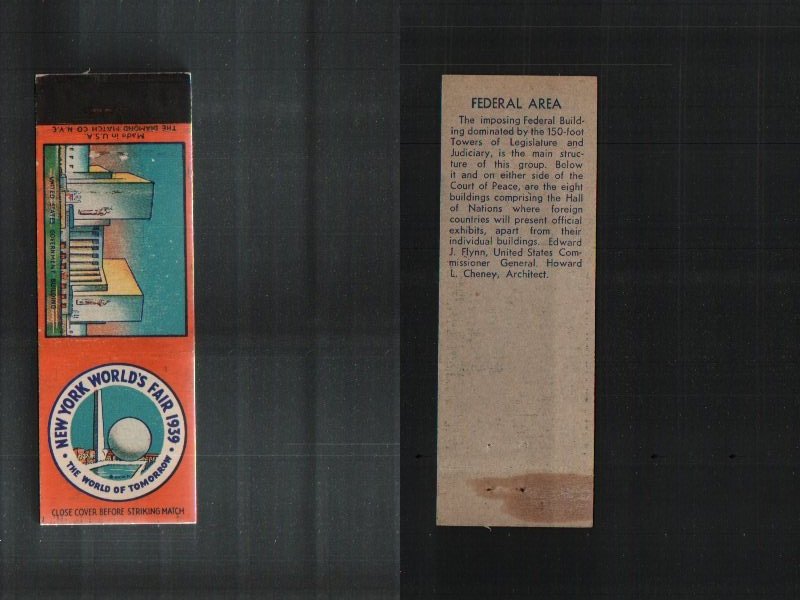 THE DIAMOND MATCH CO. N.Y.C.
Made in U.S.A.
UNITED STATES GOVERNMENT BUILDING
NEW YORK WORLD'S FAIR 1939
THE WORLD OF TOMORROW
CLOSE COVER BEFORE STRIKING MATCH
FEDERAL AREA
The imposing Federal Build-
ing dominated by the 150-foot
Towers of Legislature and
Judiciary, is the main struc-
ture of this group. Below
it and on either side of the
Court of Peace, are the eight
buildings comprising the Hall
of Nations where foreign
countries will present official
exhibits, apart from their
individual buildings. Edward
J. Flynn, United States Com-
missioner General. Howard
L. Cheney, Architect.